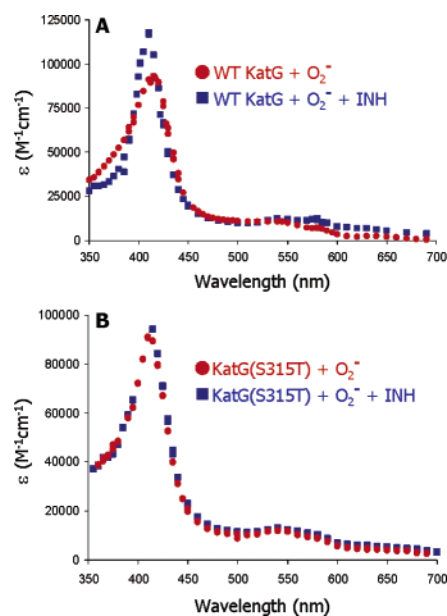 A
125000
100000
75000
50000
25000
0
ε (M⁻¹cm⁻¹)
WT KatG + O₂⁻
WT KatG + O₂⁻ + INH
350 400 450 500 550 600 650 700
Wavelength (nm)
B
100000
80000
60000
40000
20000
0
ε (M⁻¹cm⁻¹)
KatG(S315T) + O₂⁻
KatG(S315T) + O₂⁻ + INH
350 400 450 500 550 600 650 700
Wavelength (nm)